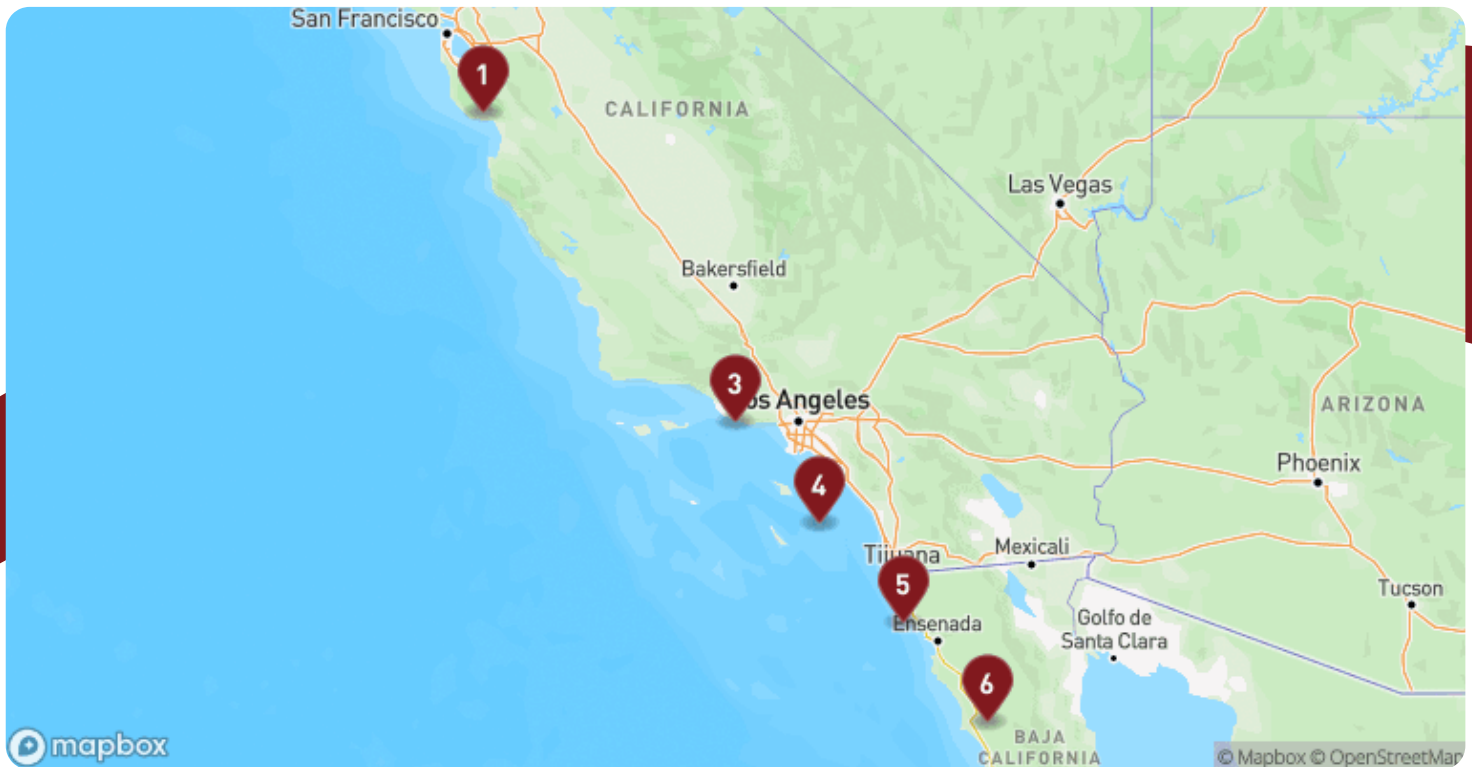 San Francisco
1
CALIFORNIA
Las Vegas
Bakersfield
3
os Angeles
ARIZONA
Phoenix
4
Tijuana
Mexicali
5
Tucson
Ensenada
Golfo de
Santa Clara
6
BAJA
CALIFORNIA
mapbox
© Mapbox © OpenStreetMap